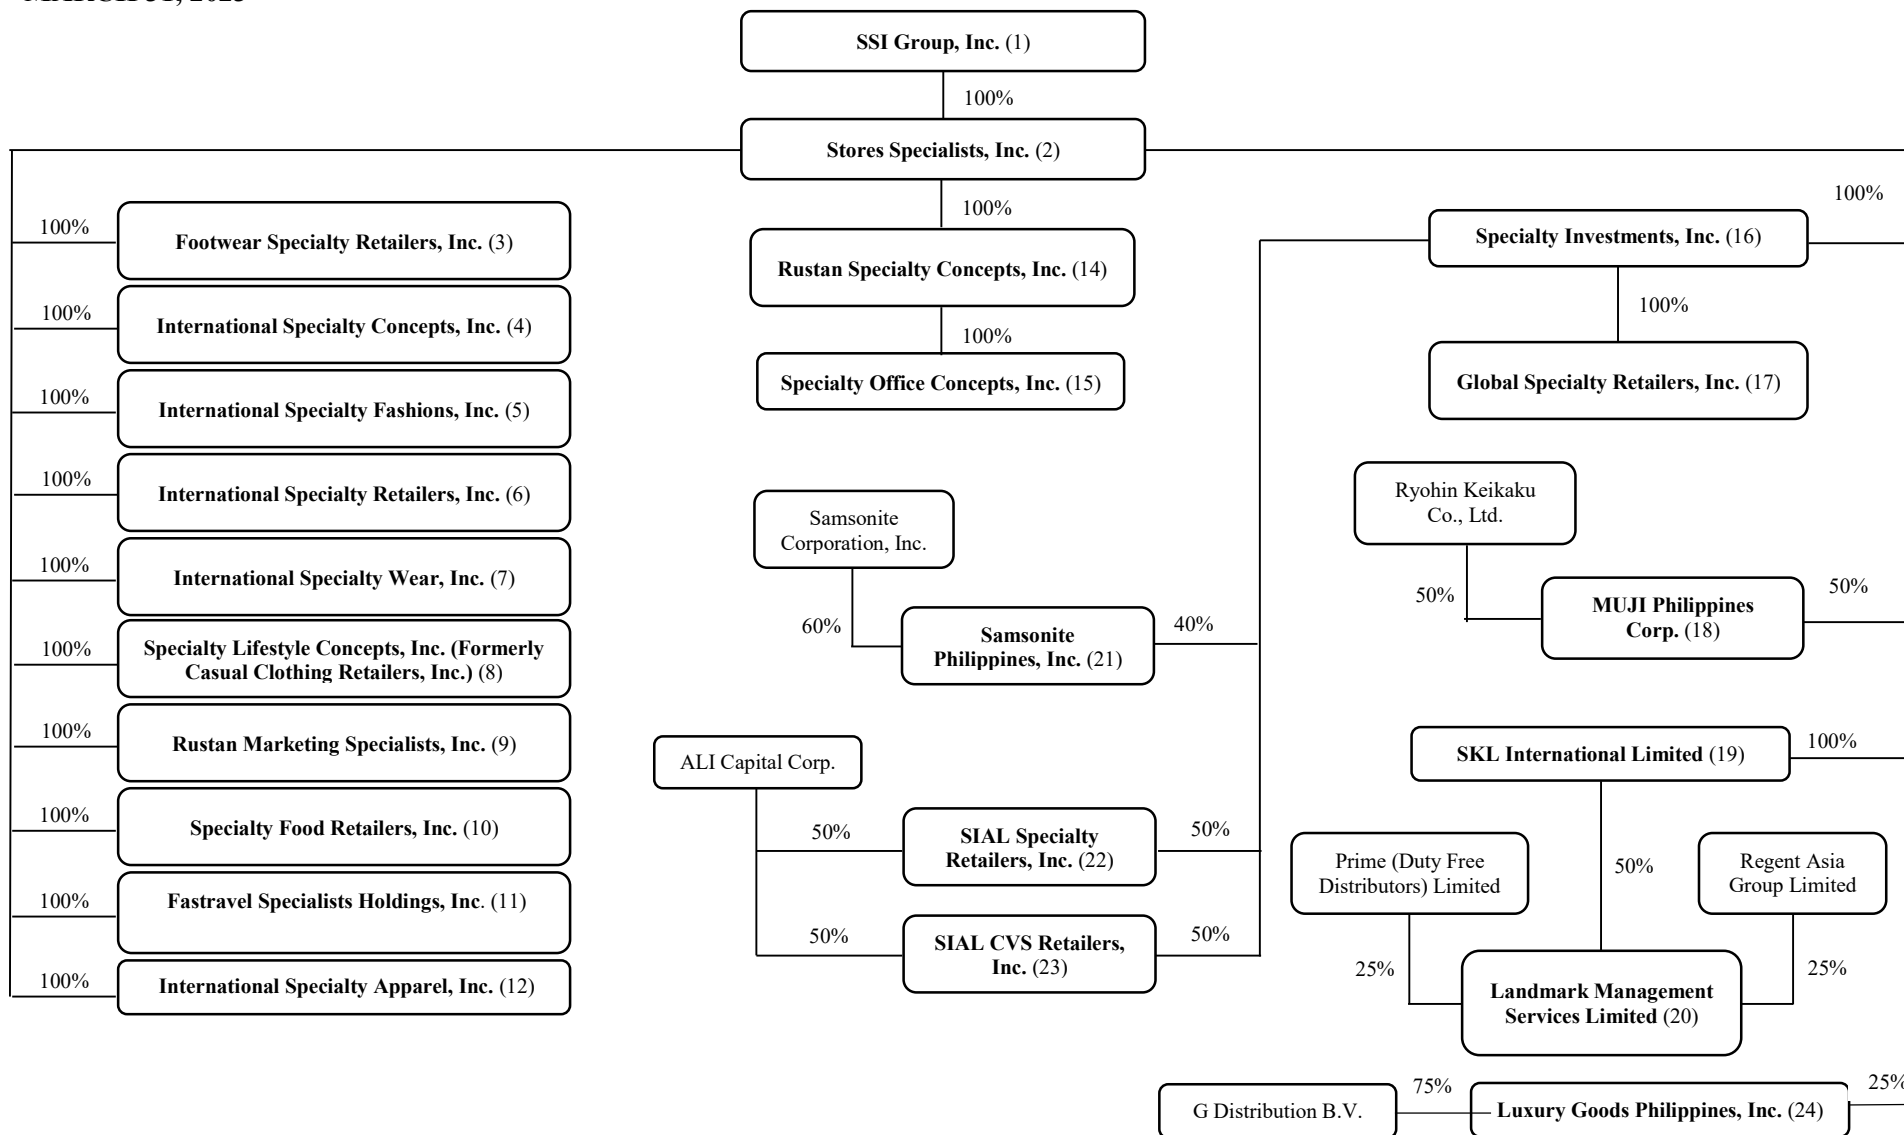 MARCH 31,
SSI Group, Inc. (1)
100%
Stores Specialists, Inc. (2)
100%
Footwear Specialty Retailers, Inc. (3)
100%
International Specialty Concepts, Inc. (4)
100%
International Specialty Fashions, Inc. (5)
100%
International Specialty Retailers, Inc. (6)
100%
International Specialty Wear, Inc. (7)
100%
Specialty Lifestyle Concepts, Inc. (Formerly
Casual Clothing Retailers, Inc.) (8)
100%
Rustan Marketing Specialists, Inc. (9)
100%
Specialty Food Retailers, Inc. (10)
100%
Fastravel Specialists Holdings, Inc. (11)
100%
International Specialty Apparel, Inc. (12)
100%
Rustan Specialty Concepts, Inc. (14)
100%
Specialty Office Concepts, Inc. (15)
Samsonite
Corporation, Inc.
60%
Samsonite
Philippines, Inc. (21)
40%
ALI Capital Corp.
50%
SIAL Specialty
Retailers, Inc. (22)
50%
50%
SIAL CVS Retailers,
Inc. (23)
50%
100%
Specialty Investments, Inc. (16)
100%
Global Specialty Retailers, Inc. (17)
Ryohin Keikaku
Co., Ltd.
50%
MUJI Philippines
Corp. (18)
50%
SKL International Limited (19)
100%
Prime (Duty Free
Distributors) Limited
50%
Regent Asia
Group Limited
25%
Landmark Management
Services Limited (20)
25%
G Distribution B.V.
75%
Luxury Goods Philippines, Inc. (24)
25%